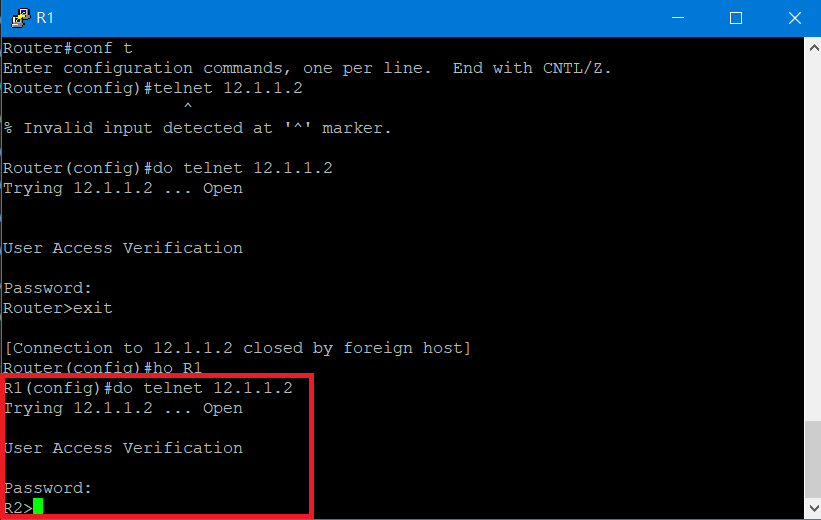 R1
Router#conf t
Enter configuration commands, one per line.  End with CNTL/Z.
Router(config)#telnet 12.1.1.2
                  ^
% Invalid input detected at '^' marker.
Router(config)#do telnet 12.1.1.2
Trying 12.1.1.2 ... Open
User Access Verification
Password:
Router>exit
[Connection to 12.1.1.2 closed by foreign host]
Router(config)#ho R1
R1(config)#do telnet 12.1.1.2
Trying 12.1.1.2 ... Open
User Access Verification
Password:
R2>